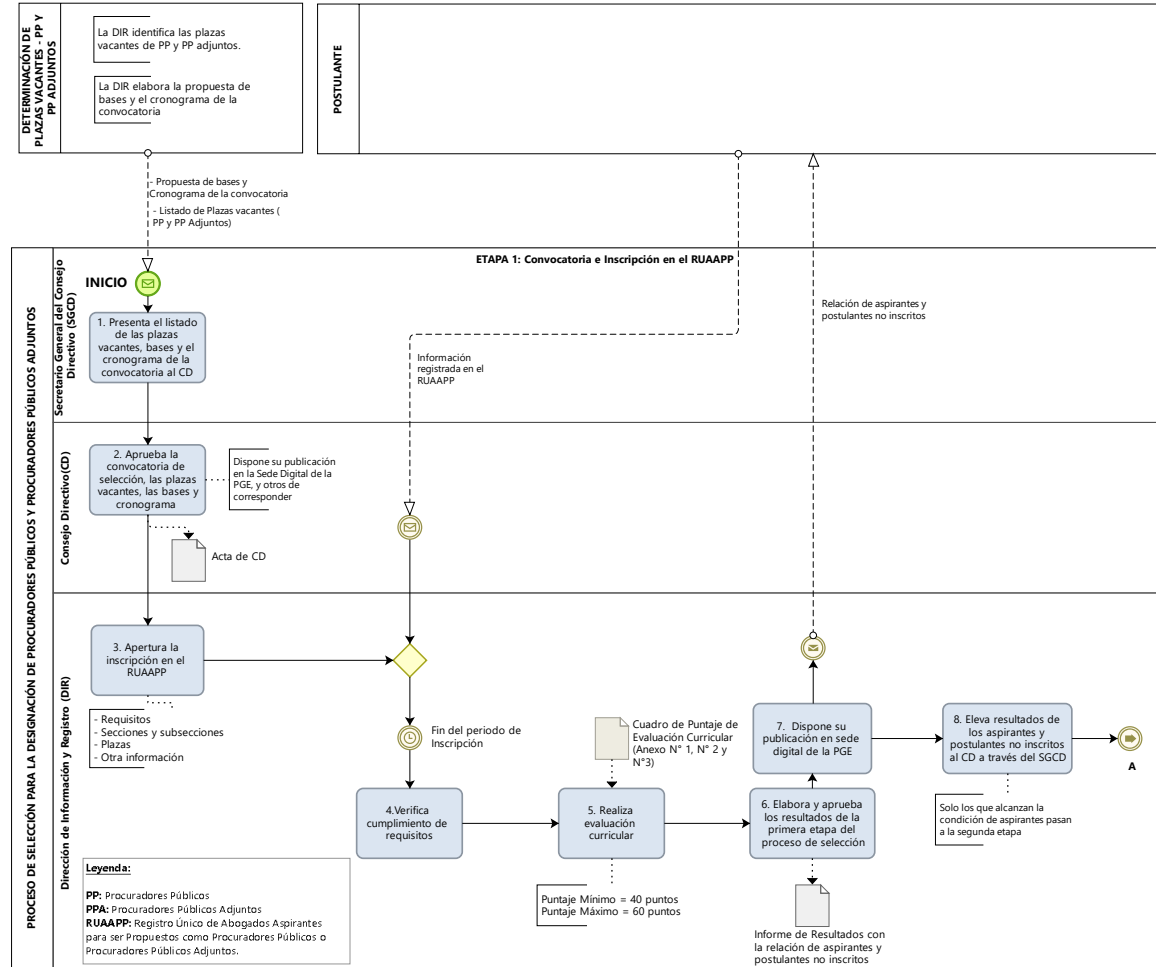 DETERMINACIÓN DE
PLAZAS VACANTES - PP Y
PP ADJUNTOS
La DIR identifica las plazas
vacantes de PP y PP adjuntos.
La DIR elabora la propuesta de
bases y el cronograma de la
convocatoria
POSTULANTE
- Propuesta de bases y
Cronograma de la convocatoria
- Listado de Plazas vacantes (
PP y PP Adjuntos)
PROCESO DE SELECCIÓN PARA LA DESIGNACIÓN DE PROCURADORES PÚBLICOS Y PROCURADORES PÚBLICOS ADJUNTOS
ETAPA 1: Convocatoria e Inscripción en el RUAAPP
Secretario General del Consejo
Directivo (SGCD)
INICIO
1. Presenta el listado
de las plazas
vacantes, bases y el
cronograma de la
convocatoria al CD
Información
registrada en el
RUAAPP
Relación de aspirantes y
postulantes no inscritos
Consejo Directivo(CD)
2. Aprueba la
convocatoria de
selección, las plazas
vacantes, las bases y
cronograma
Dispone su publicación
en la Sede Digital de la
PGE, y otros de
corresponder
Acta de CD
Dirección de Información y Registro (DIR)
3. Apertura la
inscripción en el
RUAAPP
- Requisitos
- Secciones y subsecciones
- Plazas
- Otra información
Fin del periodo de
Inscripción
4.Verifica
cumplimiento de
requisitos
Cuadro de Puntaje de
Evaluación Curricular
(Anexo N° 1, N° 2 y
N°3)
5. Realiza
evaluación
curricular
Puntaje Mínimo = 40 puntos
Puntaje Máximo = 60 puntos
7. Dispone su
publicación en sede
digital de la PGE
6. Elabora y aprueba
los resultados de la
primera etapa del
proceso de selección
Informe de Resultados con
la relación de aspirantes y
postulantes no inscritos
8. Eleva resultados de
los aspirantes y
postulantes no inscritos
al CD a través del SGCD
A
Solo los que alcanzan la
condición de aspirantes pasan
a la segunda etapa
Leyenda:
PP: Procuradores Públicos
PPA: Procuradores Públicos Adjuntos
RUAAPP: Registro Único de Abogados Aspirantes
para ser Propuestos como Procuradores Públicos o
Procuradores Públicos Adjuntos.